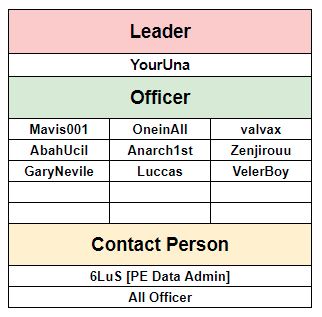 Leader
YourUna
Officer
Mavis001 OneinAll valvax
AbahUcil Anarch1st Zenjirouu
GaryNevile Luccas VelerBoy
Contact Person
6LuS [PE Data Admin]
All Officer